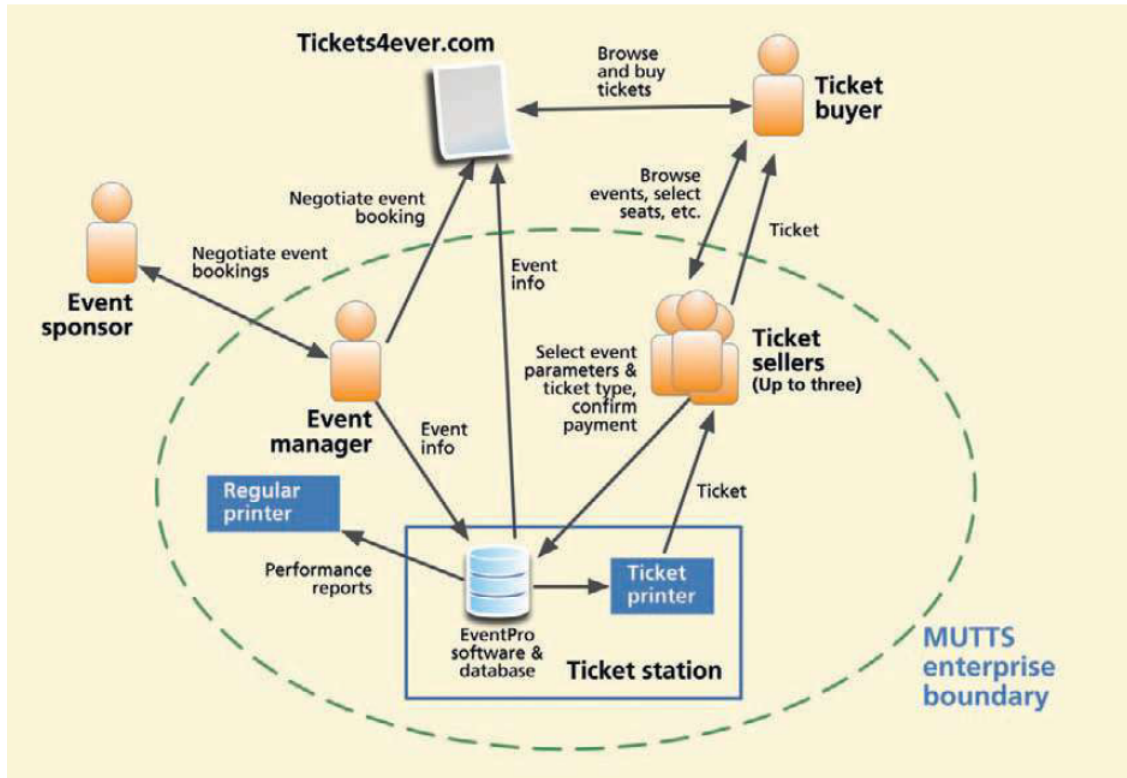 Tickets4ever.com
Browse
and buy
tickets
Ticket
buyer
Browse
events, select
seats, etc.
Negotiate event
booking
Ticket
Negotiate event
bookings
Event
info
Event
sponsor
Select event
parameters &
ticket type,
confirm
payment
Ticket
sellers
(Up to three)
Event
manager
Event
info
Regular
printer
Ticket
Performance
reports
Ticket
printer
EventPro
software &
database
Ticket station
MUTTS
enterprise
boundary